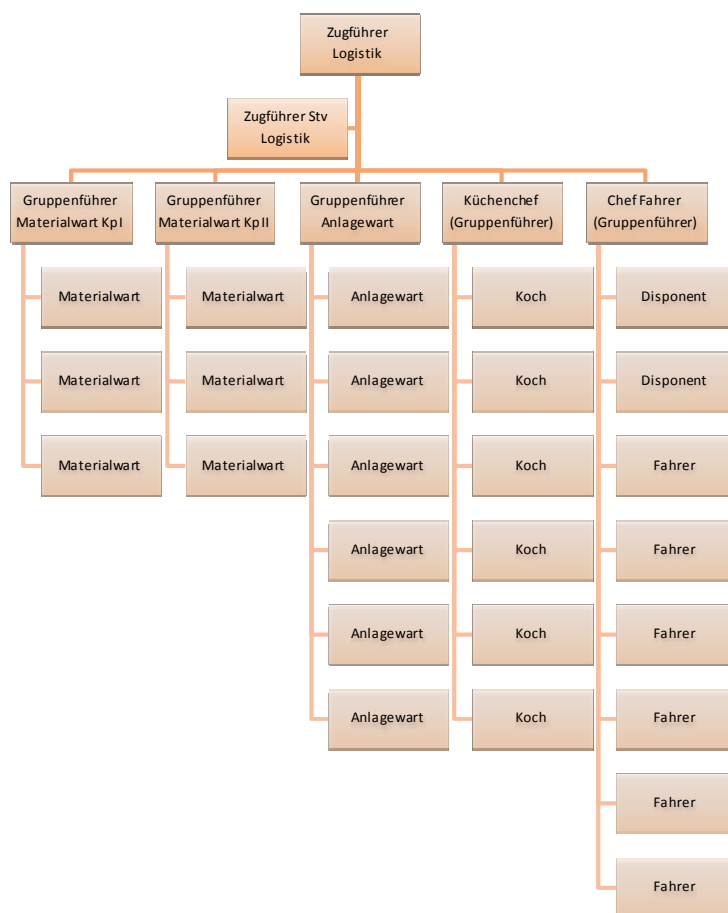 Zugführer
Logistik
Zugführer Stv
Logistik
Gruppenführer
Materialwart Kp I
Gruppenführer
Materialwart Kp II
Gruppenführer
Anlagewart
Küchenchef
(Gruppenführer)
Chef Fahrer
(Gruppenführer)
Materialwart
Materialwart
Anlagewart
Koch
Disponent
Materialwart
Materialwart
Anlagewart
Koch
Disponent
Materialwart
Materialwart
Anlagewart
Koch
Fahrer
Anlagewart
Koch
Fahrer
Anlagewart
Koch
Fahrer
Anlagewart
Koch
Fahrer
Fahrer
Fahrer